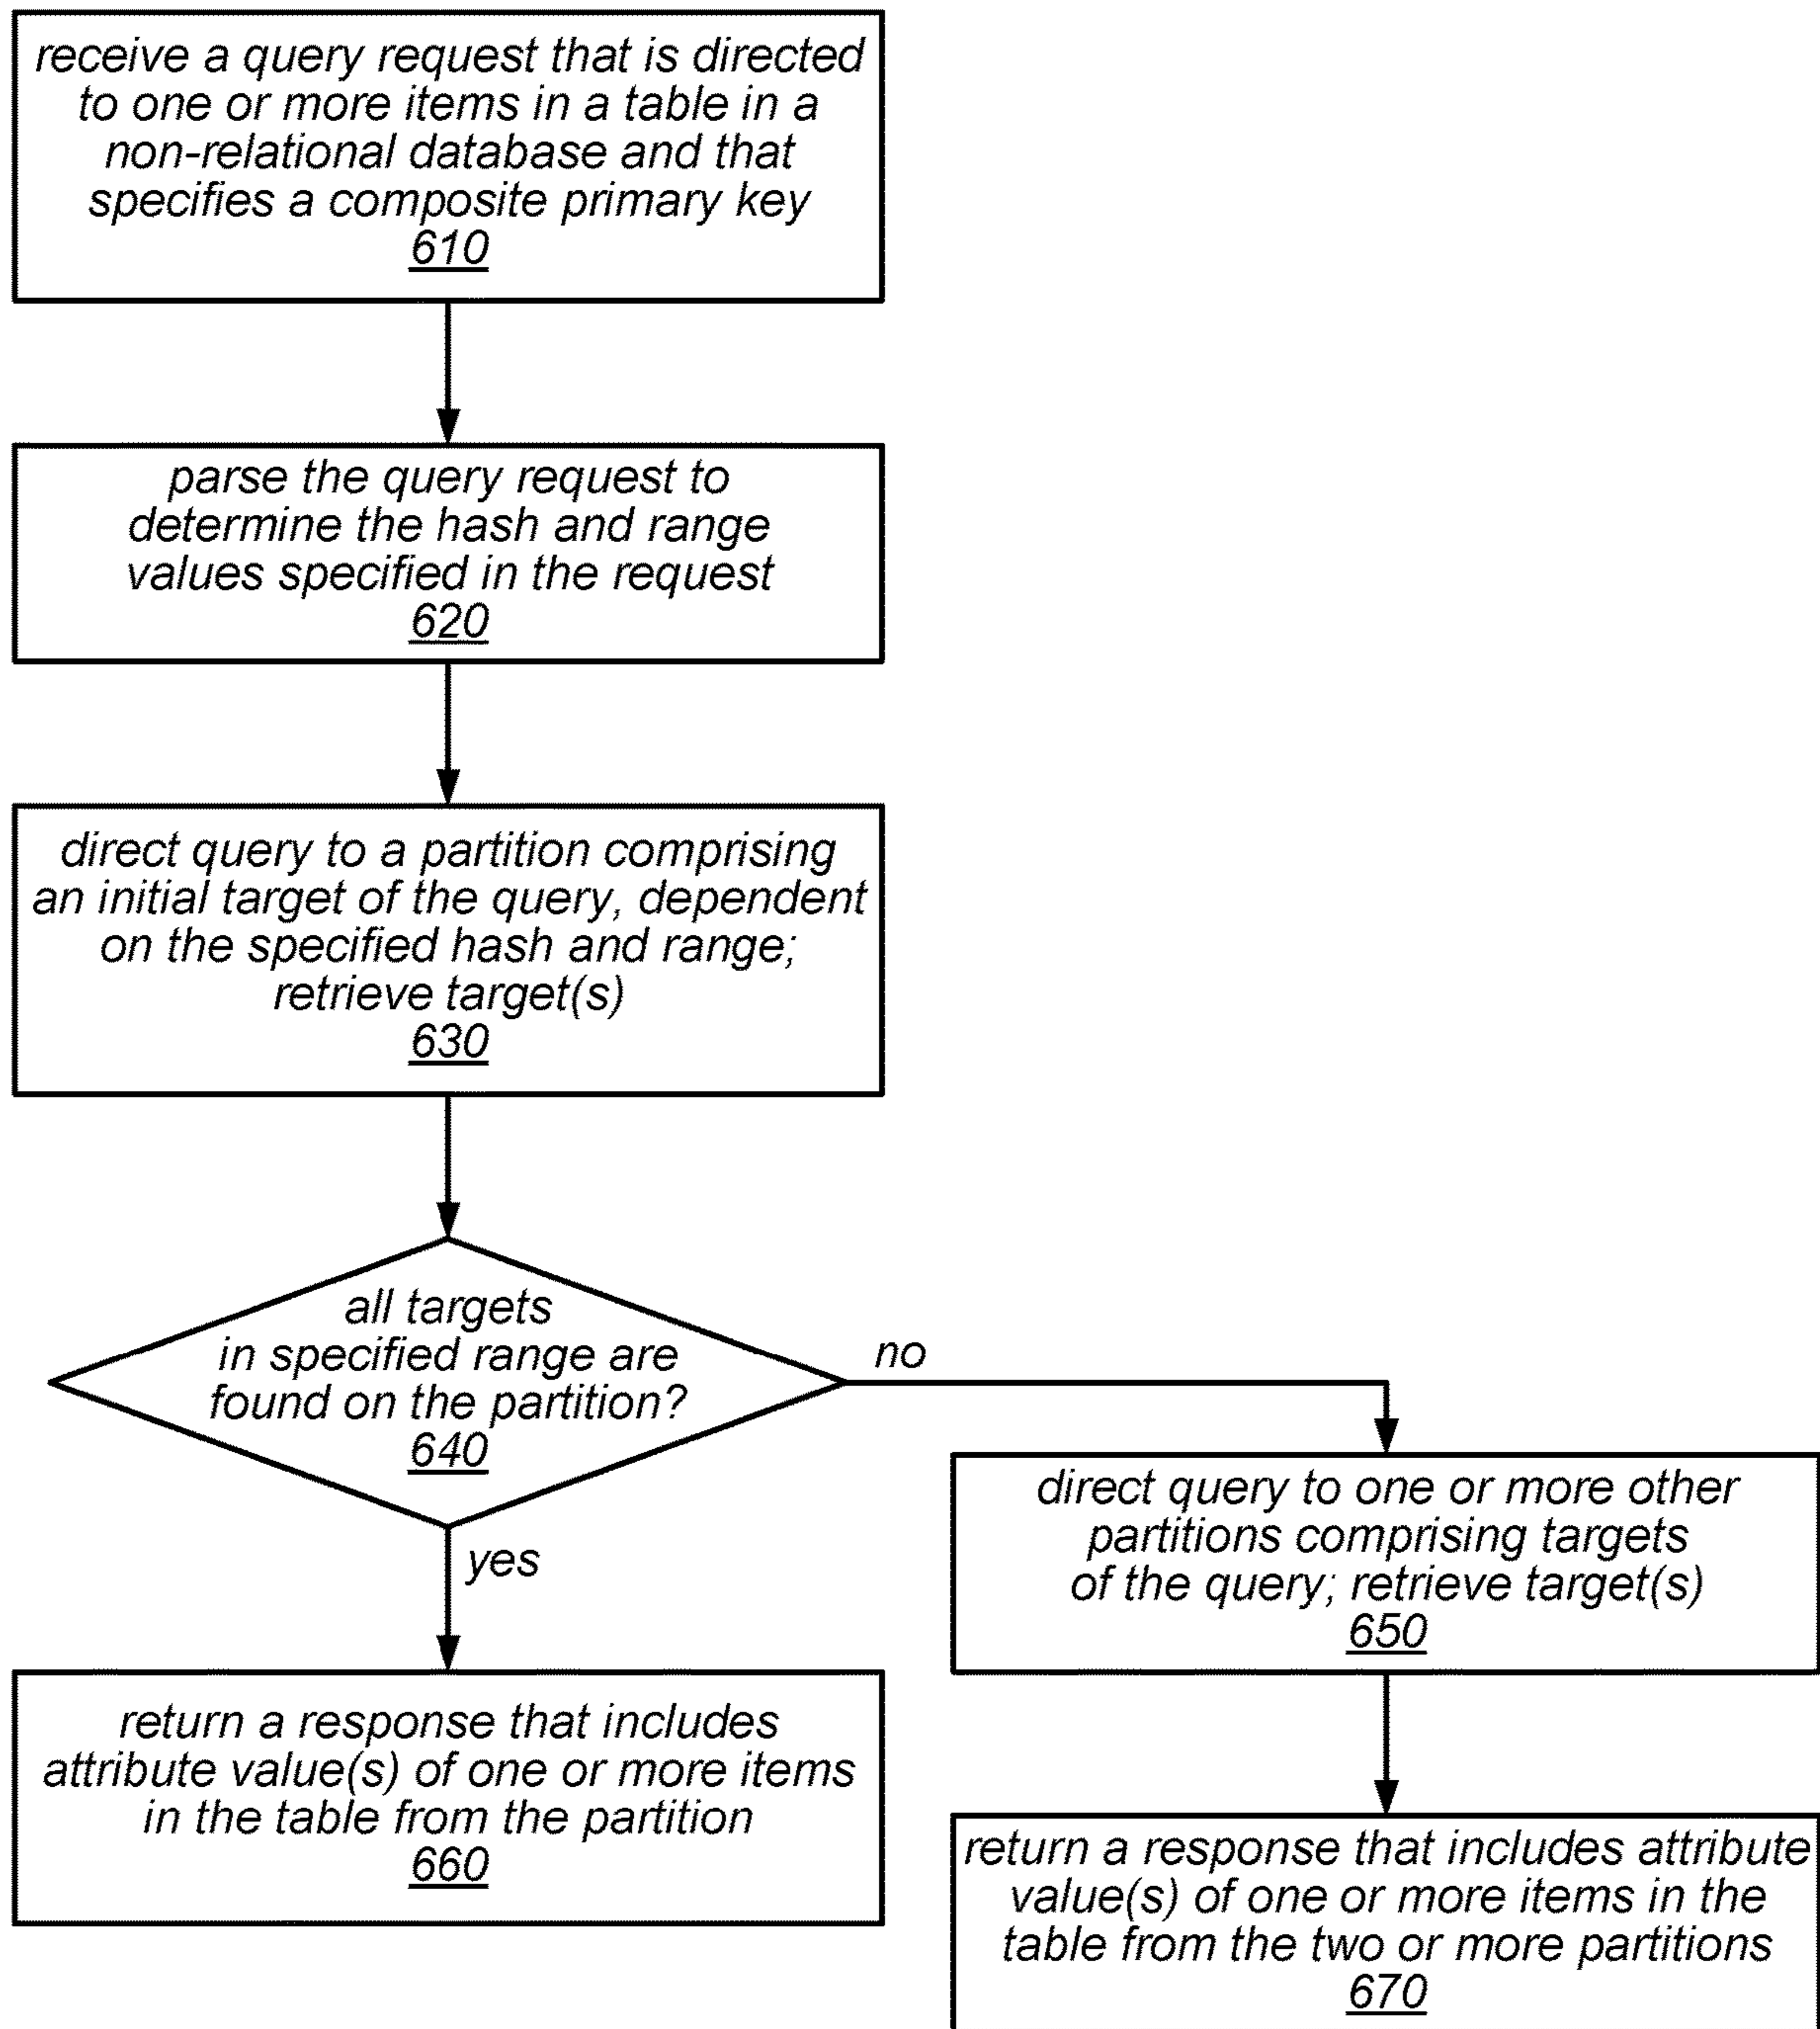 receive a query request that is directed
to one or more items in a table in a
non-relational database and that
specifies a composite primary key
610
parse the query request to
determine the hash and range
values specified in the request
620
direct query to a partition comprising
an initial target of the query, dependent
on the specified hash and range;
retrieve target(s)
630
all targets
in specified range are
found on the partition?
640
no
yes
direct query to one or more other
partitions comprising targets
of the query; retrieve target(s)
650
return a response that includes
attribute value(s) of one or more items
in the table from the partition
660
return a response that includes attribute
value(s) of one or more items in the
table from the two or more partitions
670